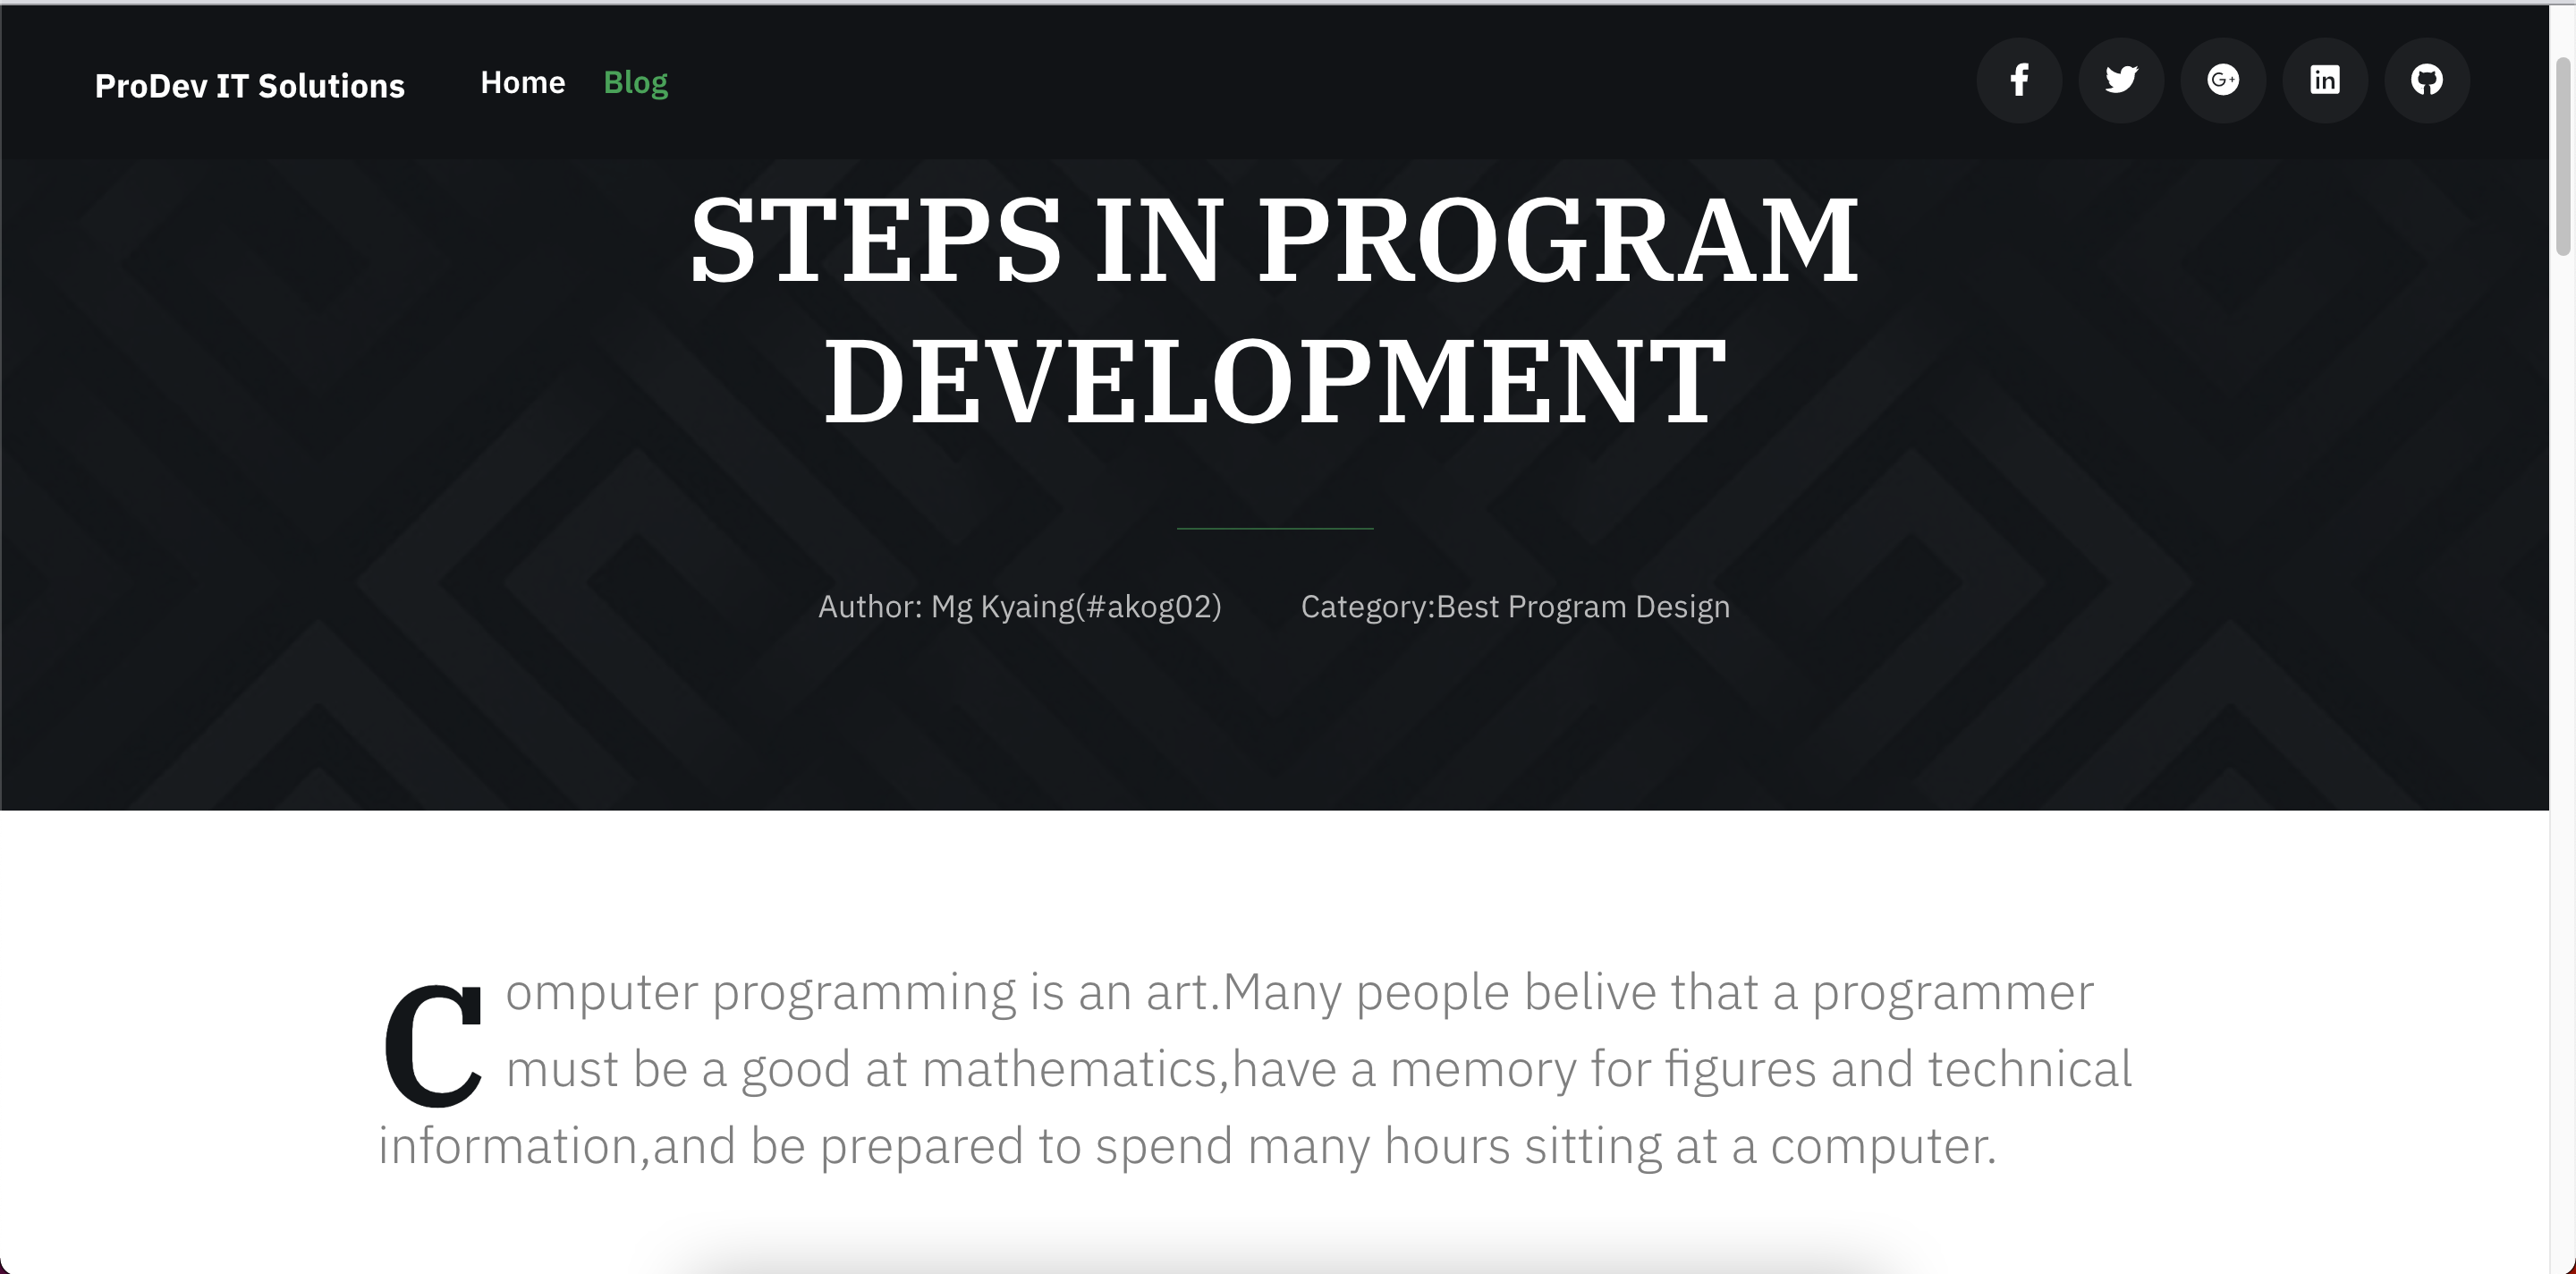 ProDev IT Solutions Home Blog
STEPS IN PROGRAM
DEVELOPMENT
Author: Mg Kyaing(#akog02) Category:Best Program Design
Computer programming is an art.Many people belive that a programmer
must be a good at mathematics,have a memory for figures and technical
information,and be prepared to spend many hours sitting at a computer.